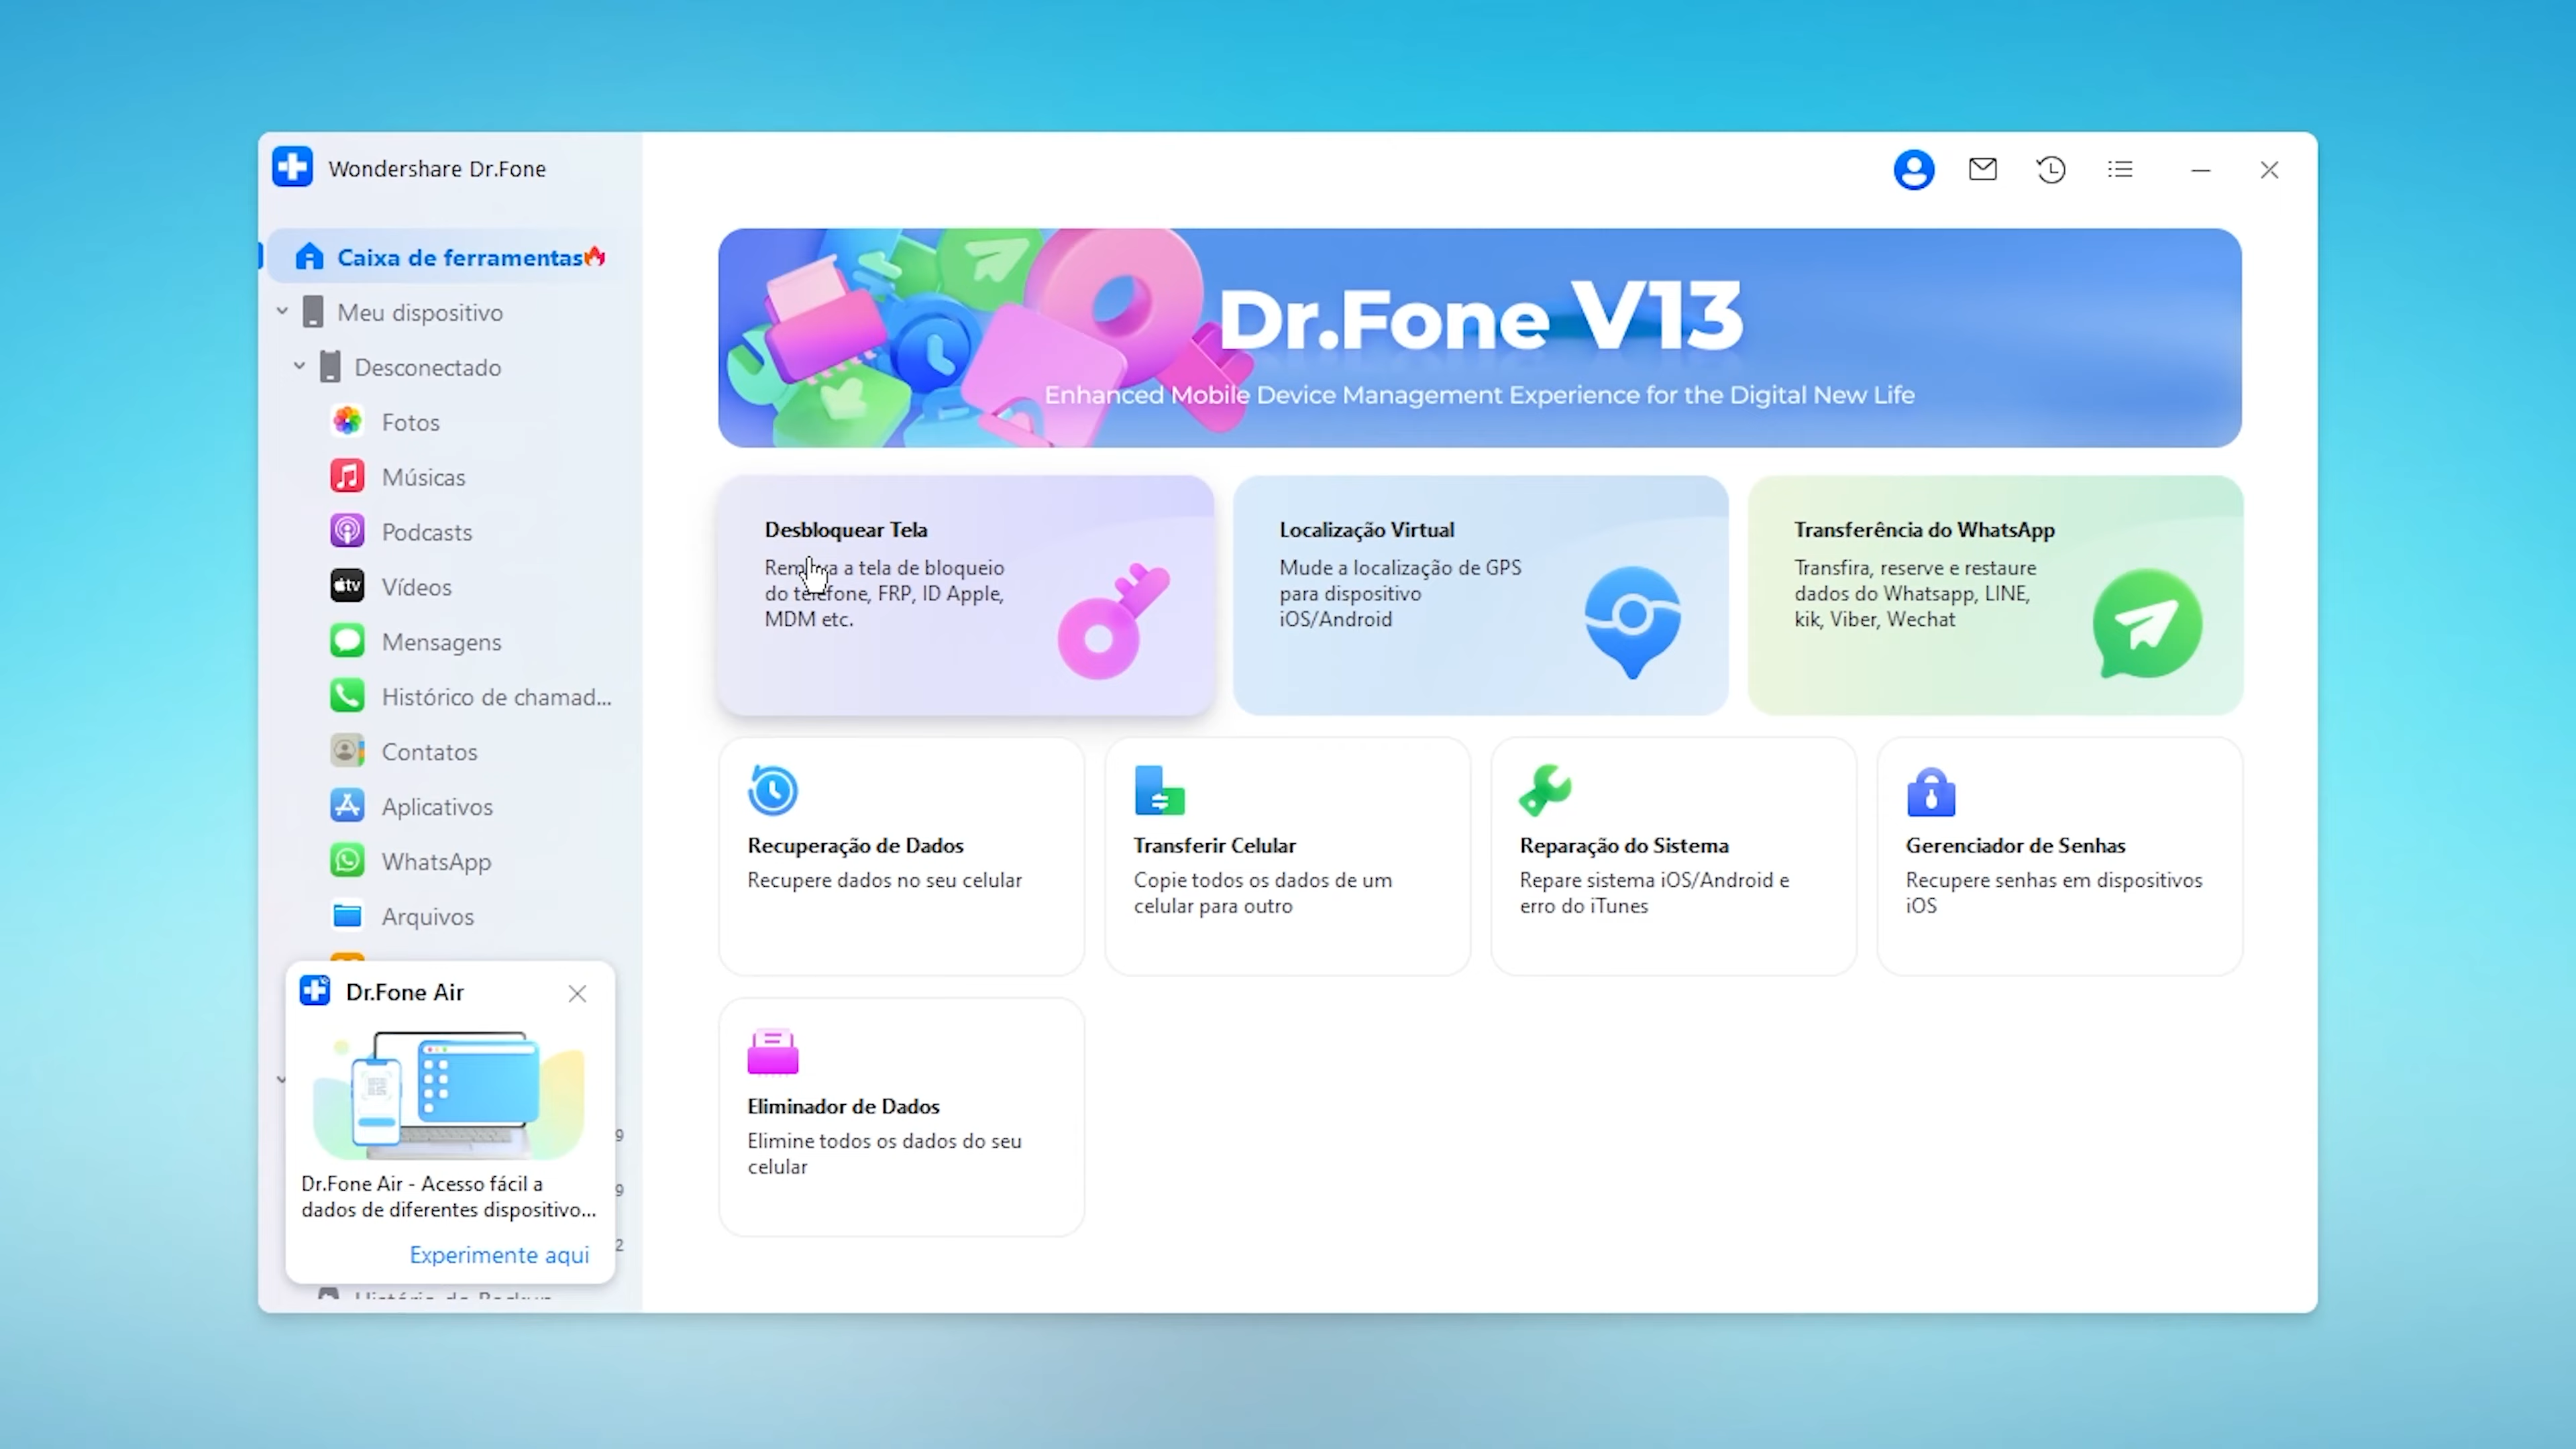 Wondershare Dr.Fone
Caixa de ferramentas
Meu dispositivo
Desconectado
Fotos
Músicas
Podcasts
tv
Vídeos
Mensagens
Histórico de chamad...
Contatos
Aplicativos
WhatsApp
Arquivos
Dr.Fone Air
Dr.Fone Air - Acesso fácil a
dados de diferentes dispositivo...
Experimente aqui
9
9
2
Dr.Fone V13
Enhanced Mobile Device Management Experience for the Digital New Life
Desbloquear Tela
a tela de bloqueio
do telefone, FRP, ID Apple,
MDM etc.
Localização Virtual
Mude a localização de GPS
para dispositivo
iOS/Android
Transferência do WhatsApp
Transfira, reserve e restaure
dados do Whatsapp, LINE,
kik, Viber, Wechat
Recuperação de Dados
Recupere dados no seu celular
Transferir Celular
Copie todos os dados de um
celular para outro
Reparação do Sistema
Repare sistema iOS/Android e
erro do iTunes
Gerenciador de Senhas
Recupere senhas em dispositivos
iOS
Eliminador de Dados
Elimine todos os dados do seu
celular